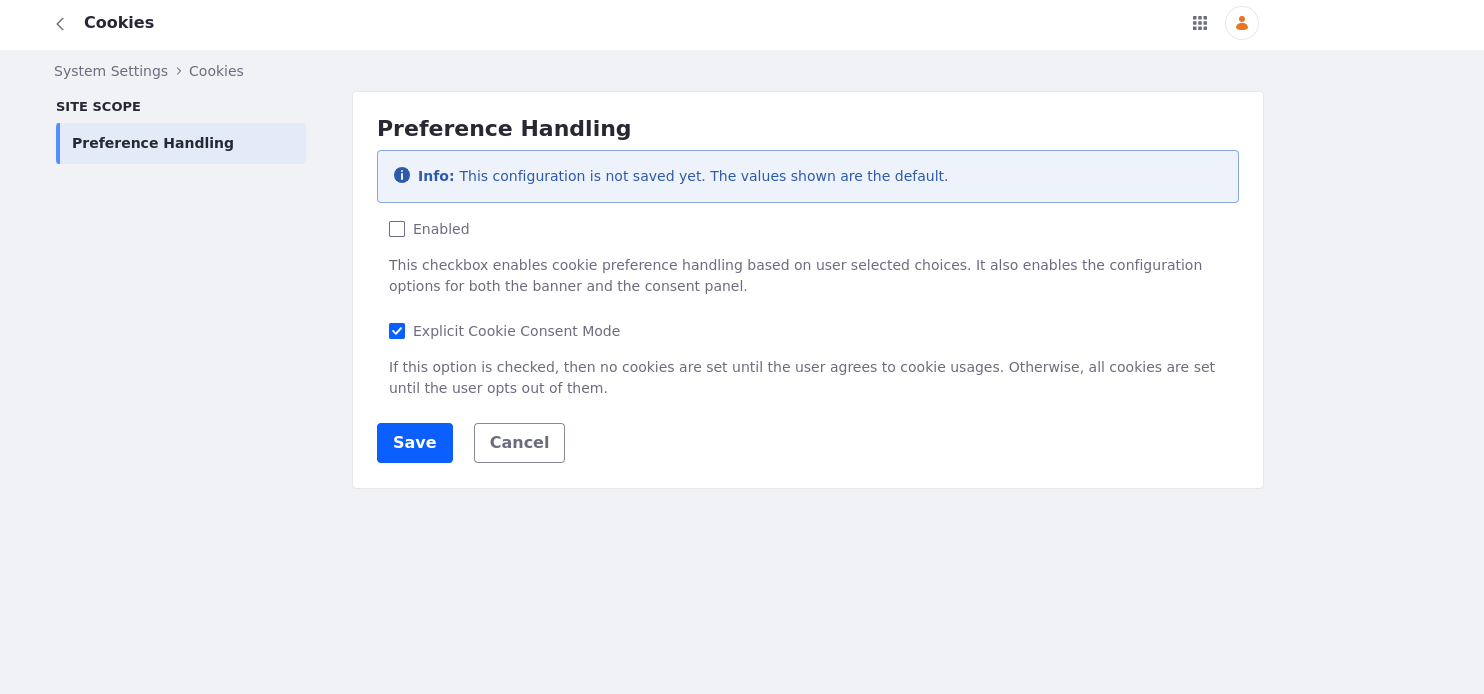 Cookies
System Settings
Cookies
SITE SCOPE
Preference Handling
Preference Handling
Info: This configuration is not saved yet. The values shown are the default.
Enabled
This checkbox enables cookie preference handling based on user selected choices. It also enables the configuration
options for both the banner and the consent panel.
Explicit Cookie Consent Mode
If this option is checked, then no cookies are set until the user agrees to cookie usages. Otherwise, all cookies are set
until the user opts out of them.
Save
Cancel